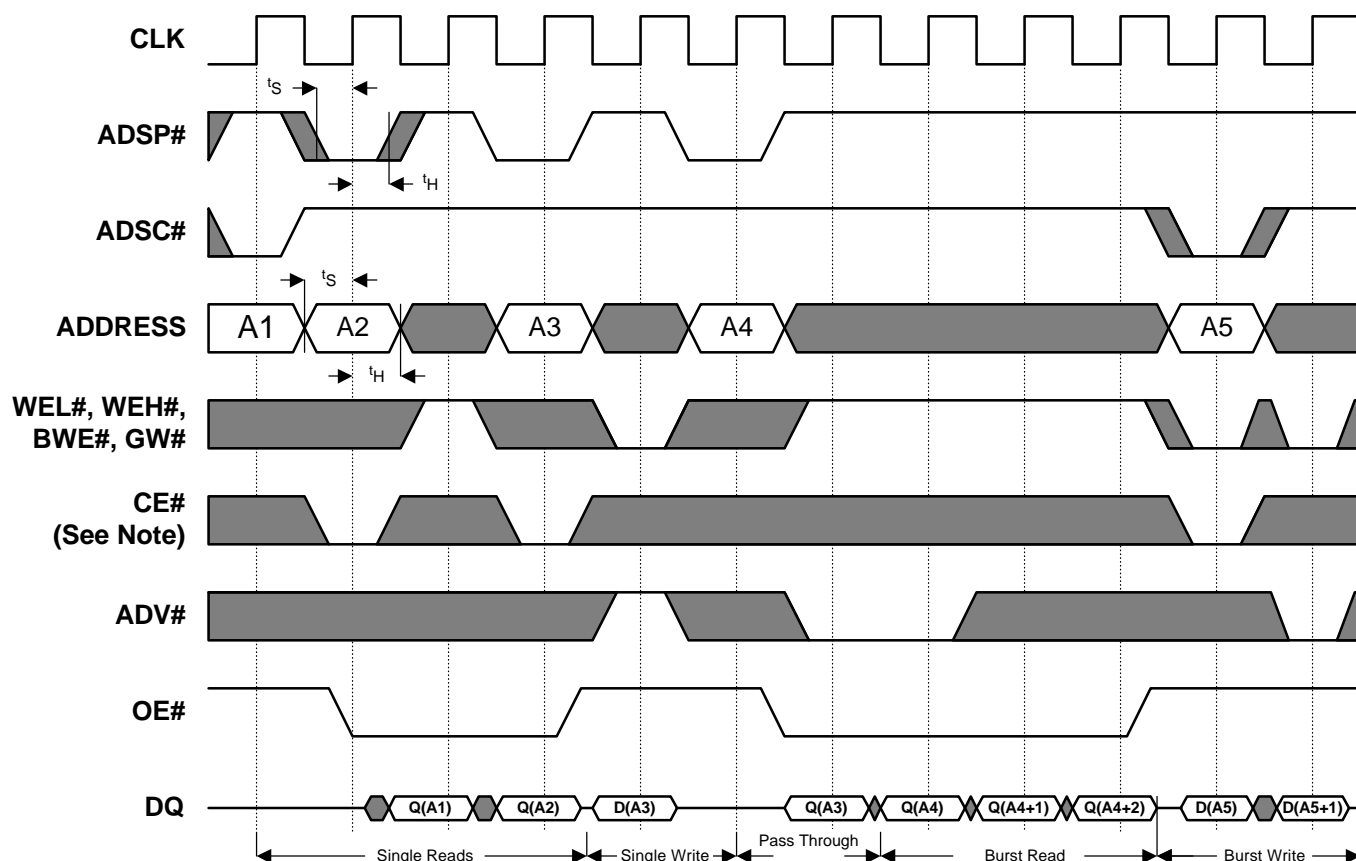 CLK
tS
ADSP#
tH
ADSC#
tS
ADDRESS A1 A2 A3 A4 A5
tH
WEL#, WEH#,
BWE#, GW#
CE#
(See Note)
ADV#
OE#
DQ Q(A1) Q(A2) D(A3) Q(A3) Q(A4) Q(A4+1) Q(A4+2) D(A5) D(A5+1)
Single Reads Single Write Pass Through Burst Read Burst Write